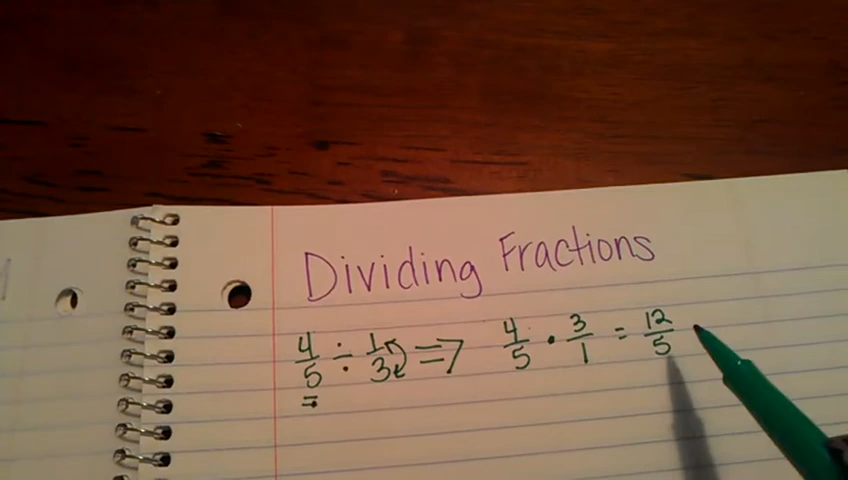 Dividing Fractions
4/5 ÷ 1/3 => 4/5 • 3/1 = 12/5
=